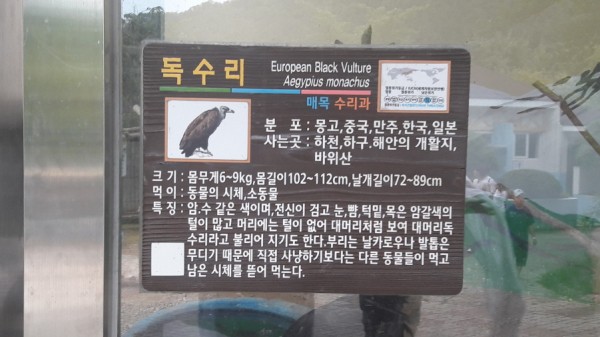 독수리
European Black Vulture
Aegypius monachus
매목 수리과
분 포 : 몽고,중국,만주,한국,일본
사는곳 : 하천,하구.해안의 개활지,
바위산
크 기 : 몸무게6~9kg,몸길이102~112cm,날개길이72~89cm
먹 이 : 동물의 시체,소동물
특 징 : 암.수 같은 색이며,전신이 검고 눈,뺨,턱밑,목은 암갈색의
털이 많고 머리에는 털이 없어 대머리처럼 보여 대머리독
수리라고 불리어 지기도 한다.부리는 날카로우나 발톱은
무디기 때문에 직접 사냥하기보다는 다른 동물들이 먹고
남은 시체를 뜯어 먹는다.